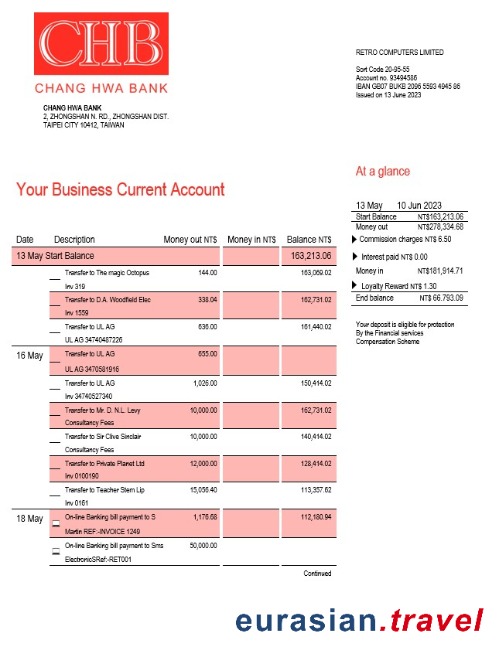 CHB
CHANG HWA BANK
CHANG HWA BANK
2, ZHONGSHAN N. RD., ZHONGSHAN DIST.
TAIPEI CITY 10412, TAIWAN
RETRO COMPUTERS LIMITED
Sort Code 20-95-55
Account no. 93494586
IBAN GB07 BUKB 2095 5593 4945 86
Issued on 13 June 2023
At a glance
13 May 10 Jun 2023
Start Balance NT$163,213.06
Money out NT$278,334.68
Commission charges NT$ 6.50
Interest paid NT$ 0.00
Money in NT$181,914.71
Loyalty Reward NT$ 1.30
End balance NT$ 66.793.09
Your deposit is eligible for protection
By the Financial services
Compensation Scheme
Your Business Current Account
Date Description Money out NT$ Money in NT$ Balance NT$
13 May Start Balance 163,213.06
Transfer to The magic Octopus 144.00 163,069.02
Inv 319
Transfer to D.A. Woodfield Elec 338.04 162,731.02
Inv 1559
Transfer to UL AG 636.00 161,440.02
UL AG 34740487226
16 May Transfer to UL AG 655.00
UL AG 3470581916
Transfer to UL AG 1,026.00 150,414.02
Inv 34740527340
Transfer to Mr. D. N.L. Levy 10,000.00 162,731.02
Consultancy Fees
Transfer to Sir Clive Sinclair 10,000.00 140,414.02
Consultancy Fees
Transfer to Private Planet Ltd 12,000.00 128,414.02
Inv 0100190
Transfer to Teacher Stem Lip 15,056.40 113,357.62
Inv 0161
18 May On-line Banking bill payment to S 1,176.68 112,180.94
Martin REF:-INVOICE 1249
On-line Banking bill payment to Sms 50,000.00
ElectronicSRef:-RET001
Continued
eurasian.travel